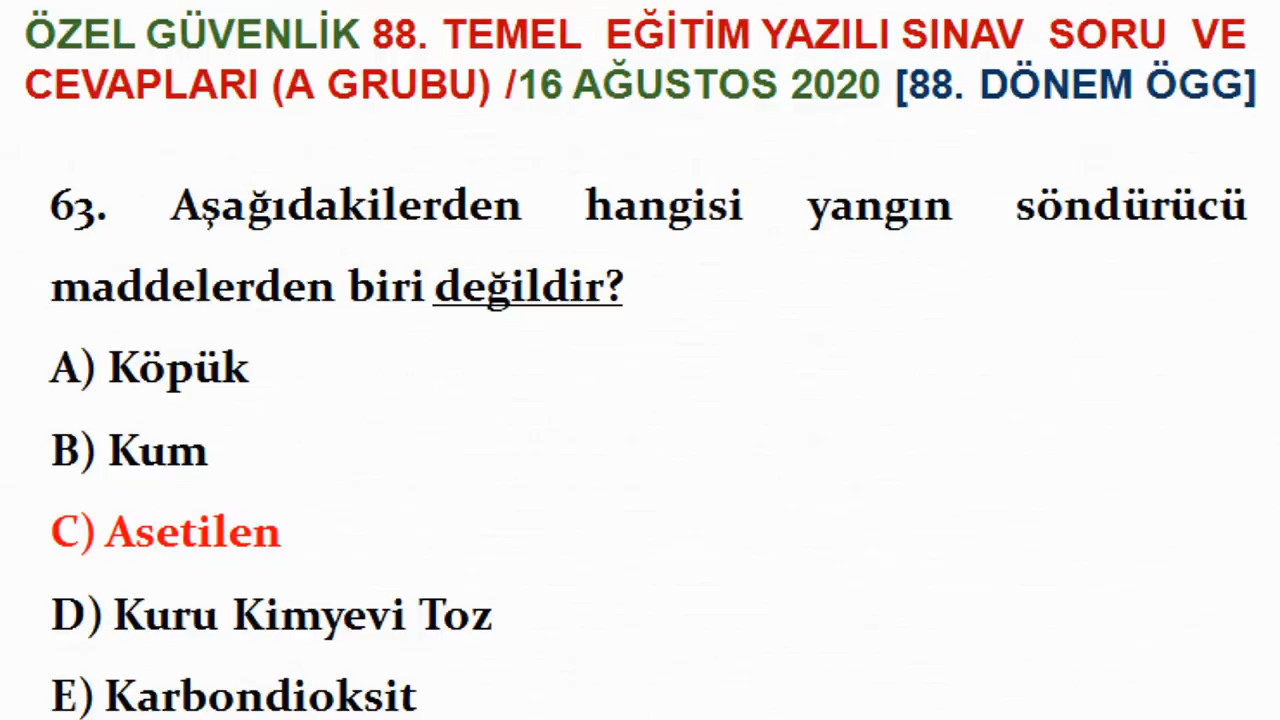 ÖZEL GÜVENLİK 88. TEMEL EĞİTİM YAZILI SINAV SORU VE
CEVAPLARI (A GRUBU) /16 AĞUSTOS 2020 [88. DÖNEM ÖGG]
63. Aşağıdakilerden hangisi yangın söndürücü
maddelerden biri değildir?
A) Köpük
B) Kum
C) Asetilen
D) Kuru Kimyevi Toz
E) Karbondioksit